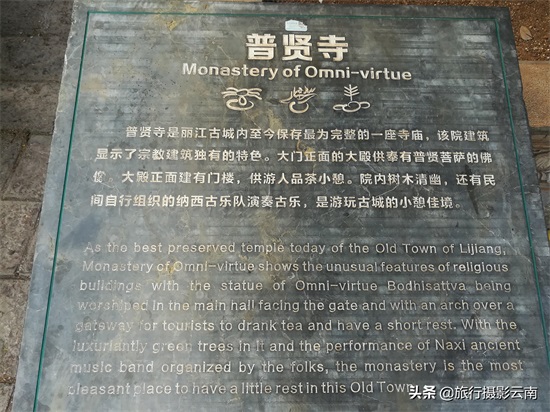 普贤寺
Monastery of Omni-virtue
普贤寺是丽江古城内至今保存最为完整的一座寺庙，该院建筑
显示了宗教建筑独有的特色。大门正面的大殿供奉有普贤菩萨的佛
像。大殿正面建有门楼，供游人品茶小憩。院内树木清幽，还有民
间自行组织的纳西古乐队演奏古乐，是游玩古城的小憩佳境。
As the best preserved temple today of the Old Town of Lijiang,
Monastery of Omni-virtue shows the unusual features of religious
buildings with the statue of Omni-virtue Bodhisattva being
worshiped in the main hall facing the gate and with an arch over a
gateway for tourists to drank tea and have a short rest. With the
luxuriantly green trees in it and the performance of Naxi ancient
music band organized by the folks, the monastery is the most
pleasant place to have a little rest in this Old Town
头条 @旅行摄影云南